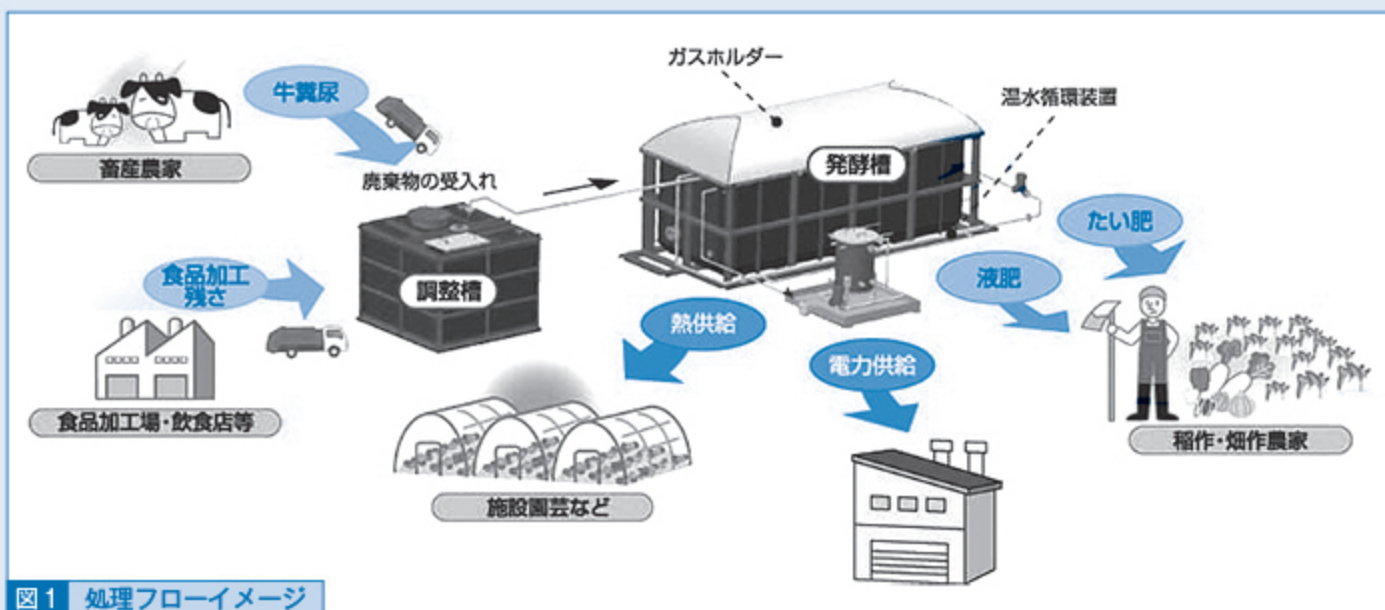 牛糞尿
畜産農家
廃棄物の受入れ
食品加工
残さ
食品加工場・飲食店等
調整槽
ガスホルダー
温水循環装置
発酵槽
熱供給
施設園芸など
電力供給
液肥
たい肥
稲作・畑作農家
図1 処理フローイメージ